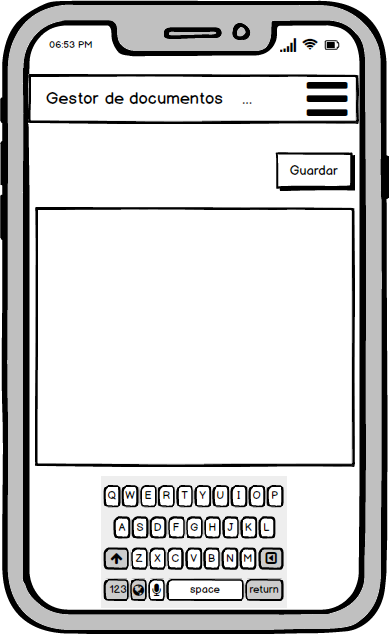 06:53 PM
Gestor de documentos ...
Guardar
Q W E R T Y U I O P
A S D F G H J K L
Z X C V B N M
123 space return